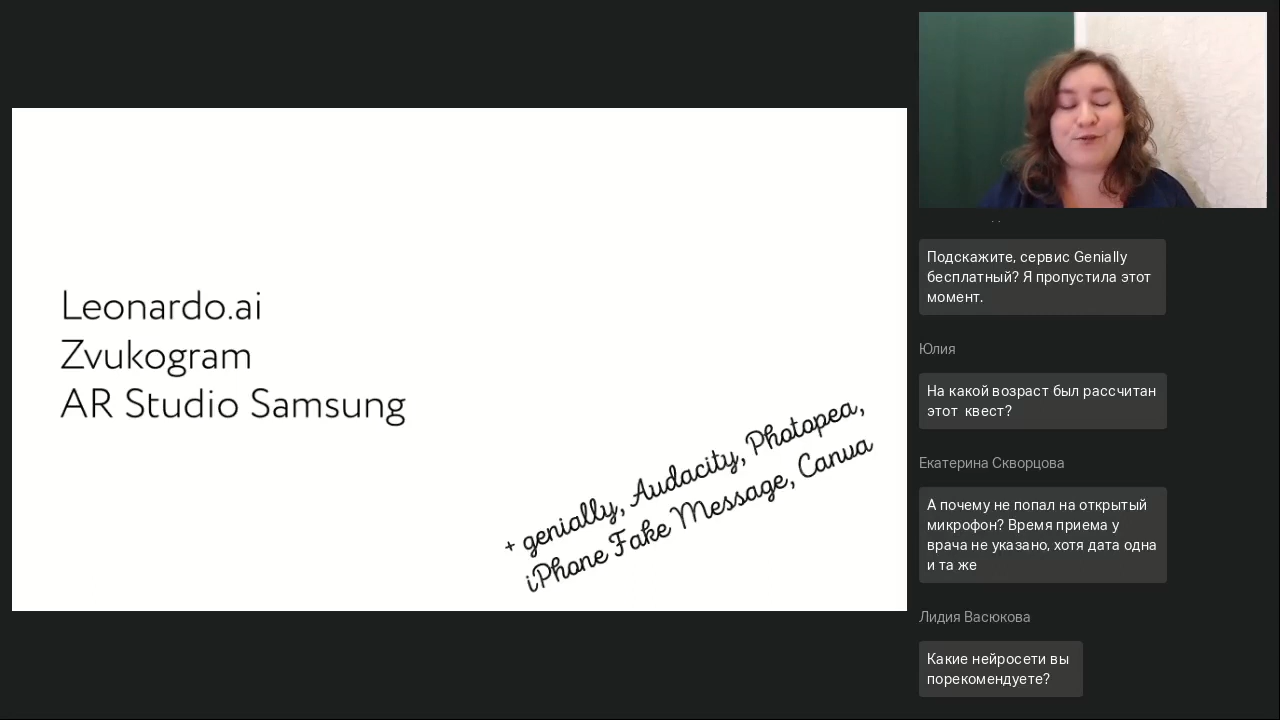 Leonardo.ai
Zvukogram
AR Studio Samsung
+ genially, Audacity, Photopea,
iPhone Fake Message, Canva
Подскажите, сервис Genially
бесплатный? Я пропустила этот
момент.
Юлия
На какой возраст был рассчитан
этот квест?
Екатерина Скворцова
А почему не попал на открытый
микрофон? Время приема у
врача не указано, хотя дата одна
и та же
Лидия Васюкова
Какие нейросети вы
порекомендуете?